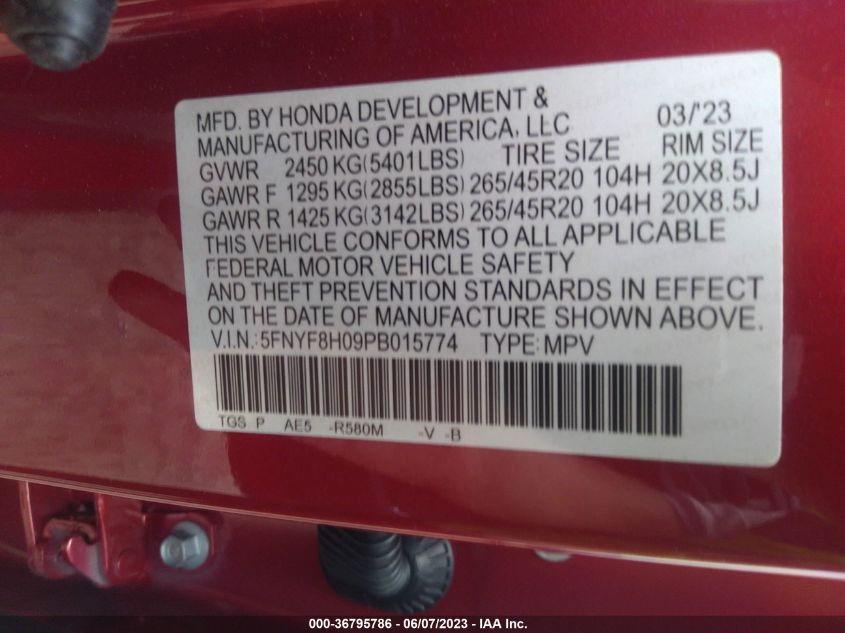 MFD. BY HONDA DEVELOPMENT &
MANUFACTURING OF AMERICA, LLC 03/'23
GVWR 2450 KG(5401LBS) TIRE SIZE RIM SIZE
GAWR F 1295 KG(2855LBS) 265/45R20 104H 20X8.5J
GAWR R 1425 KG(3142LBS) 265/45R20 104H 20X8.5J
THIS VEHICLE CONFORMS TO ALL APPLICABLE
FEDERAL MOTOR VEHICLE SAFETY
AND THEFT PREVENTION STANDARDS IN EFFECT
ON THE DATE OF MANUFACTURE SHOWN ABOVE.
V.I.N.:5FNYF8H09PB015774 TYPE: MPV
TGS P AE5 -R580M -V -B
000-36795786 - 06/07/2023 - IAA Inc.